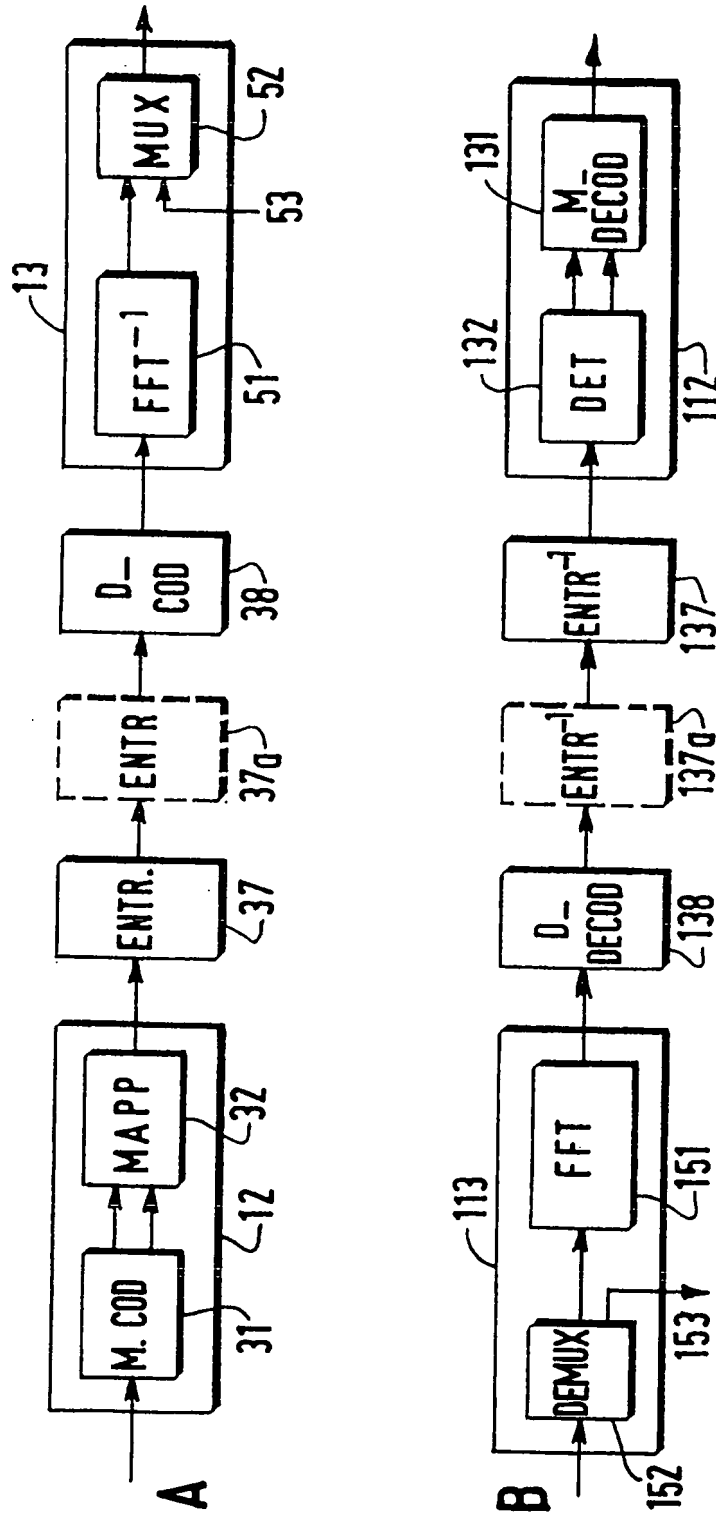 A
M. COD
31
MAPP
32
12
ENTR.
37
ENTR
37a
D_
COD
38
13
FFT⁻¹
51
MUX
52
53
B
DEMUX
152
153
113
FFT
151
D_
DECOD
138
ENTR⁻¹
137a
ENTR⁻¹
137
132
DET
131
M_
DECOD
112